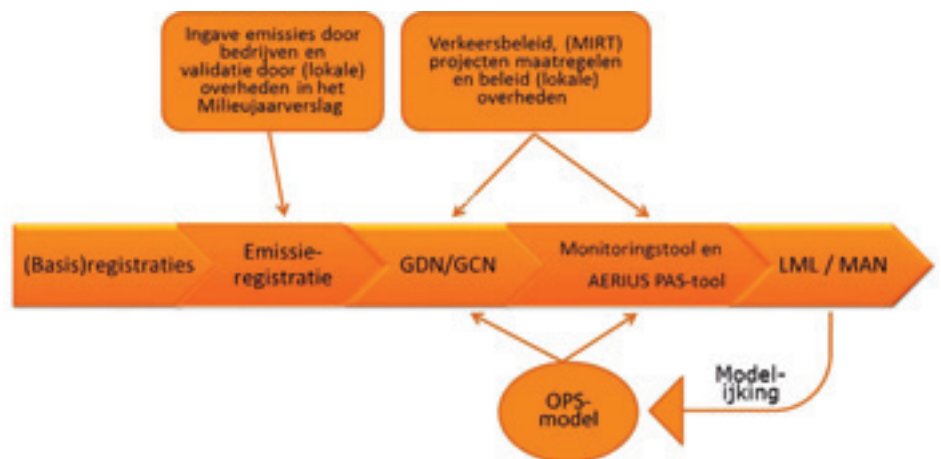 Ingave emissies door
bedrijven en
validatie door (lokale)
overheden in het
Milieujaarverslag
Verkeersbeleid, (MIRT)
projecten maatregelen
en beleid (lokale)
overheden
(Basis)registraties
Emissie-
registratie
GDN/GCN
Monitoringstool en
AERIUS PAS-tool
LML / MAN
OPS-
model
Model-
ijking